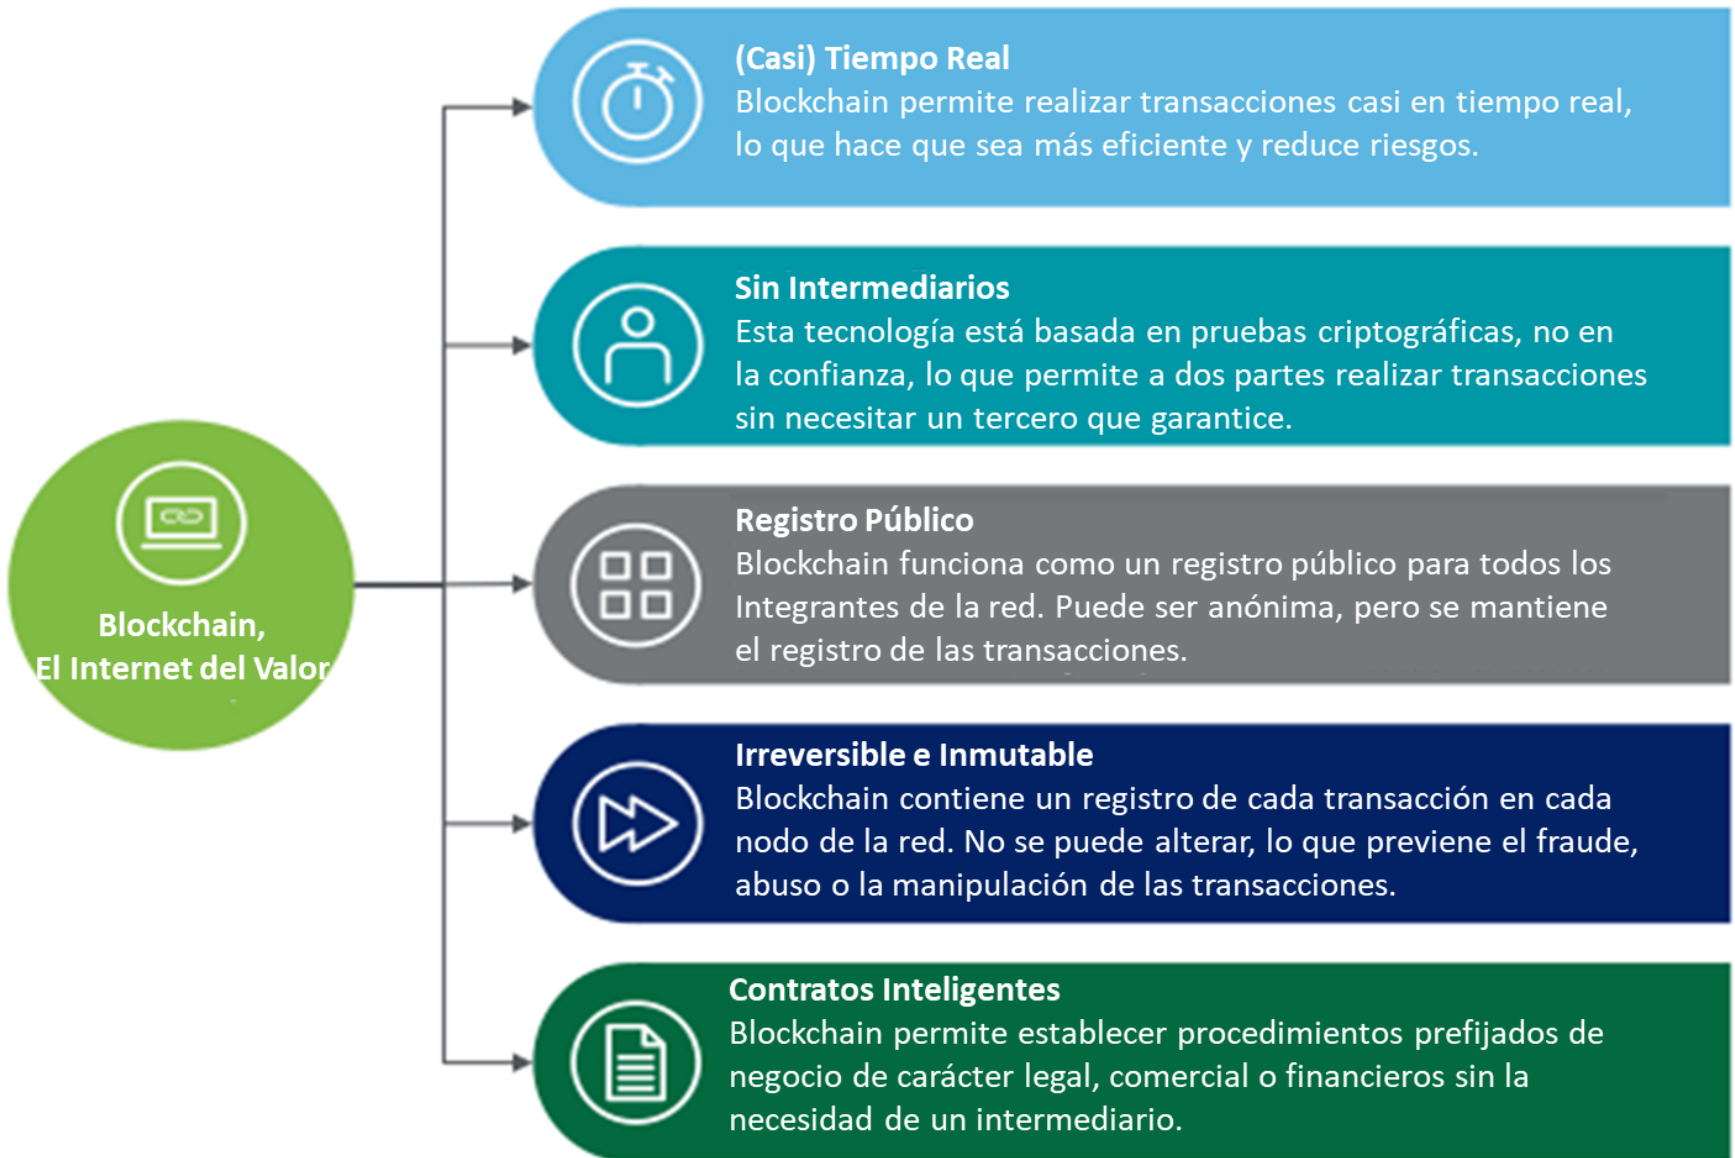 (Casi) Tiempo Real
Blockchain permite realizar transacciones casi en tiempo real,
lo que hace que sea más eficiente y reduce riesgos.
Sin Intermediarios
Esta tecnología está basada en pruebas criptográficas, no en
la confianza, lo que permite a dos partes realizar transacciones
sin necesitar un tercero que garantice.
Blockchain,
El Internet del Valor
Registro Público
Blockchain funciona como un registro público para todos los
Integrantes de la red. Puede ser anónima, pero se mantiene
el registro de las transacciones.
Irreversible e Inmutable
Blockchain contiene un registro de cada transacción en cada
nodo de la red. No se puede alterar, lo que previene el fraude,
abuso o la manipulación de las transacciones.
Contratos Inteligentes
Blockchain permite establecer procedimientos prefijados de
negocio de carácter legal, comercial o financieros sin la
necesidad de un intermediario.